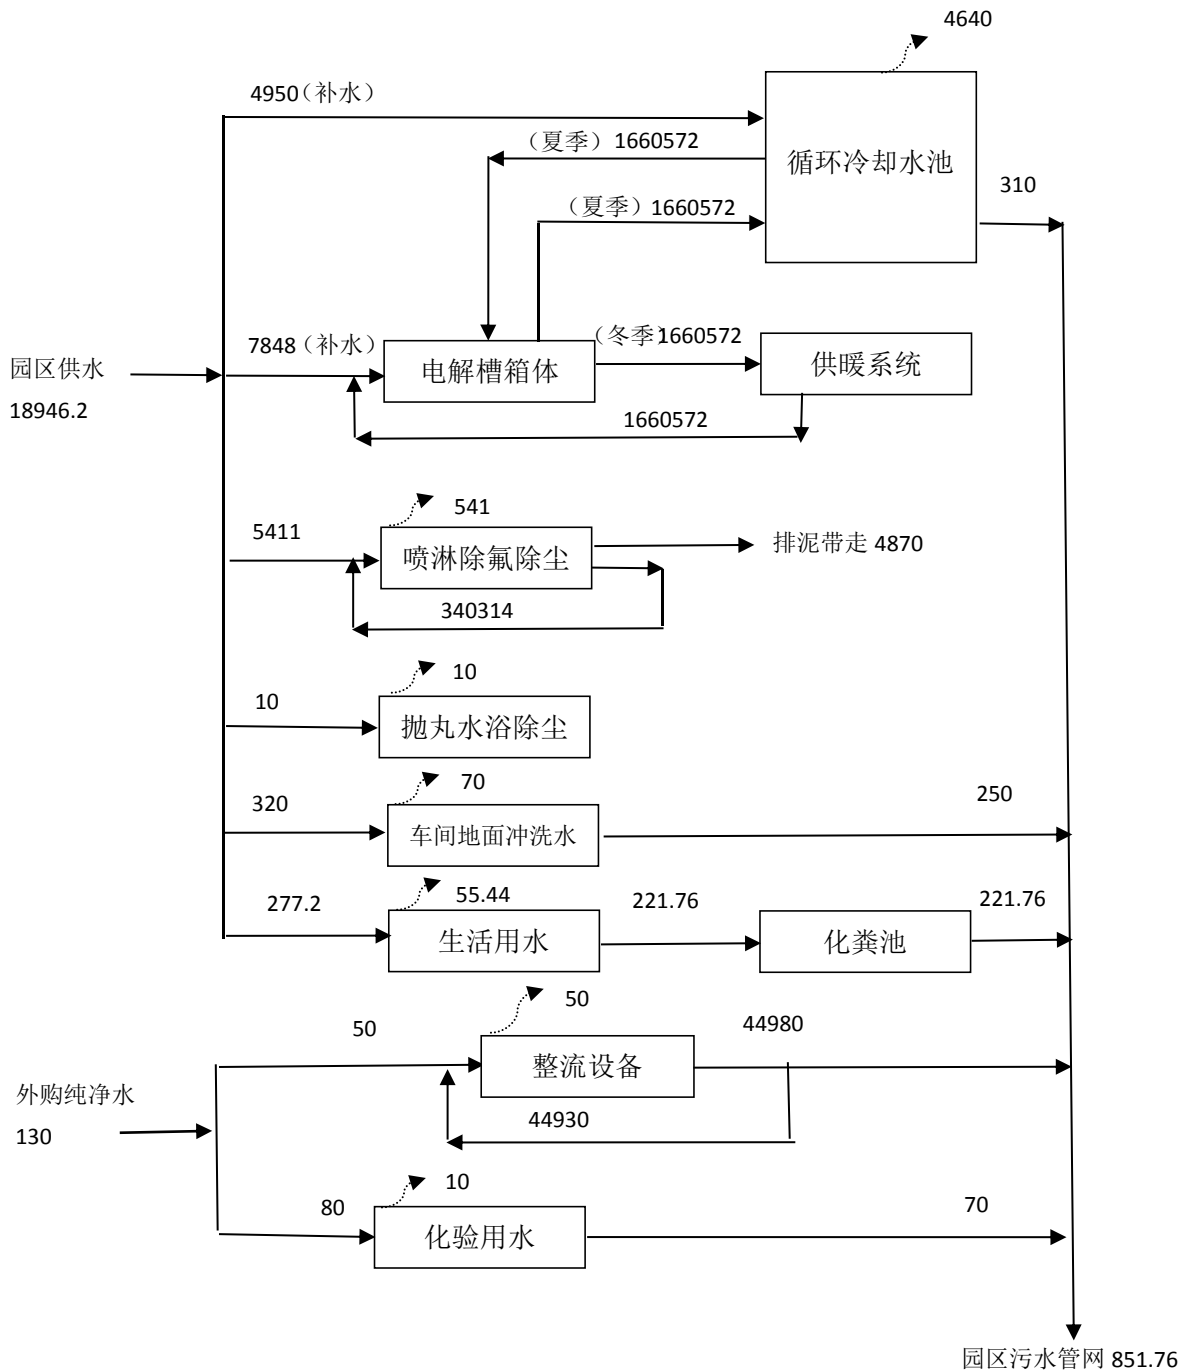 4640
4950（补水）
（夏季）1660572
循环冷却水池
310
（夏季）1660572
7848（补水）
（冬季）1660572
园区供水
18946.2
电解槽箱体
供暖系统
1660572
541
5411
喷淋除氟除尘
排泥带走 4870
340314
10
10
抛丸水浴除尘
70
320
250
车间地面冲洗水
277.2
55.44
221.76
221.76
生活用水
化粪池
50
50
44980
整流设备
外购纯净水
130
44930
10
80
70
化验用水
园区污水管网 851.76